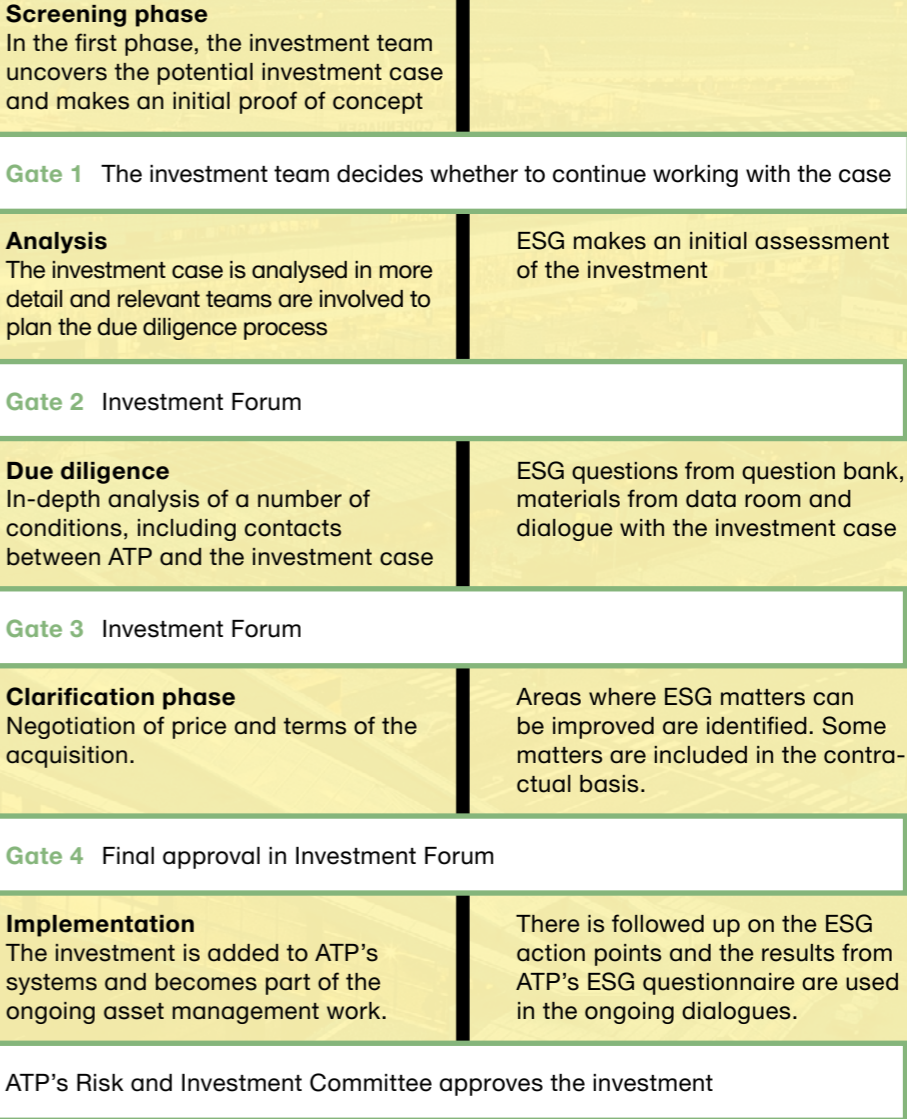 Screening phase
In the first phase, the investment team
uncovers the potential investment case
and makes an initial proof of concept
Gate 1 The investment team decides whether to continue working with the case
Analysis
The investment case is analysed in more
detail and relevant teams are involved to
plan the due diligence process
ESG makes an initial assessment
of the investment
Gate 2 Investment Forum
Due diligence
In-depth analysis of a number of
conditions, including contacts
between ATP and the investment case
ESG questions from question bank,
materials from data room and
dialogue with the investment case
Gate 3 Investment Forum
Clarification phase
Negotiation of price and terms of the
acquisition.
Areas where ESG matters can
be improved are identified. Some
matters are included in the contra-
ctual basis.
Gate 4 Final approval in Investment Forum
Implementation
The investment is added to ATP's
systems and becomes part of the
ongoing asset management work.
There is followed up on the ESG
action points and the results from
ATP's ESG questionnaire are used
in the ongoing dialogues.
ATP's Risk and Investment Committee approves the investment